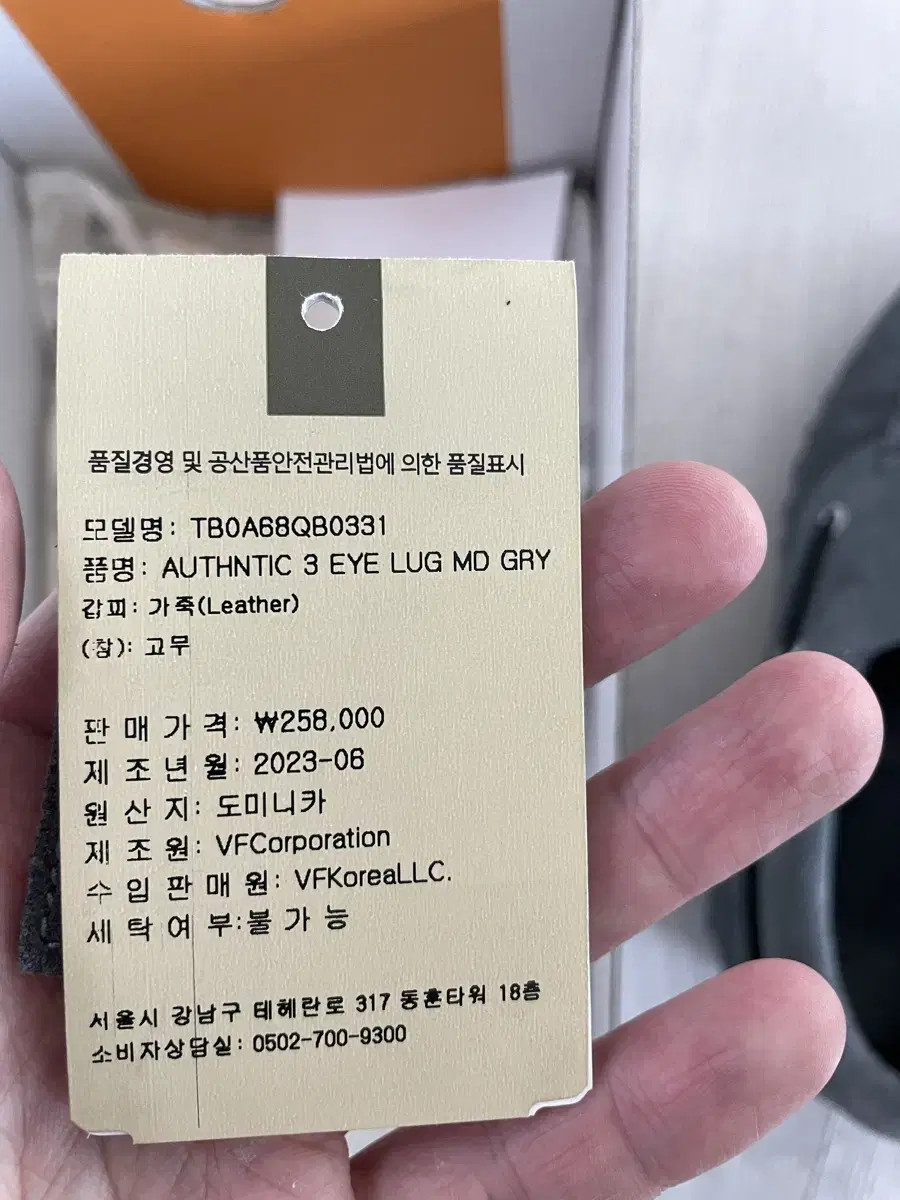 품질경영 및 공산품안전관리법에 의한 품질표시
모델명: TB0A68QB0331
품명: AUTHNTIC 3 EYE LUG MD GRY
갑피: 가죽(Leather)
(창): 고무
판 매 가 격: ₩258,000
제 조 년 월: 2023-06
원 산 지: 도미니카
제 조 원: VFCorporation
수 입 판 매 원: VFKoreaLLC.
세 탁 여 부:불 가 능
서울시 강남구 테헤란로 317 동훈타워 18층
소비자상담실: 0502-700-9300